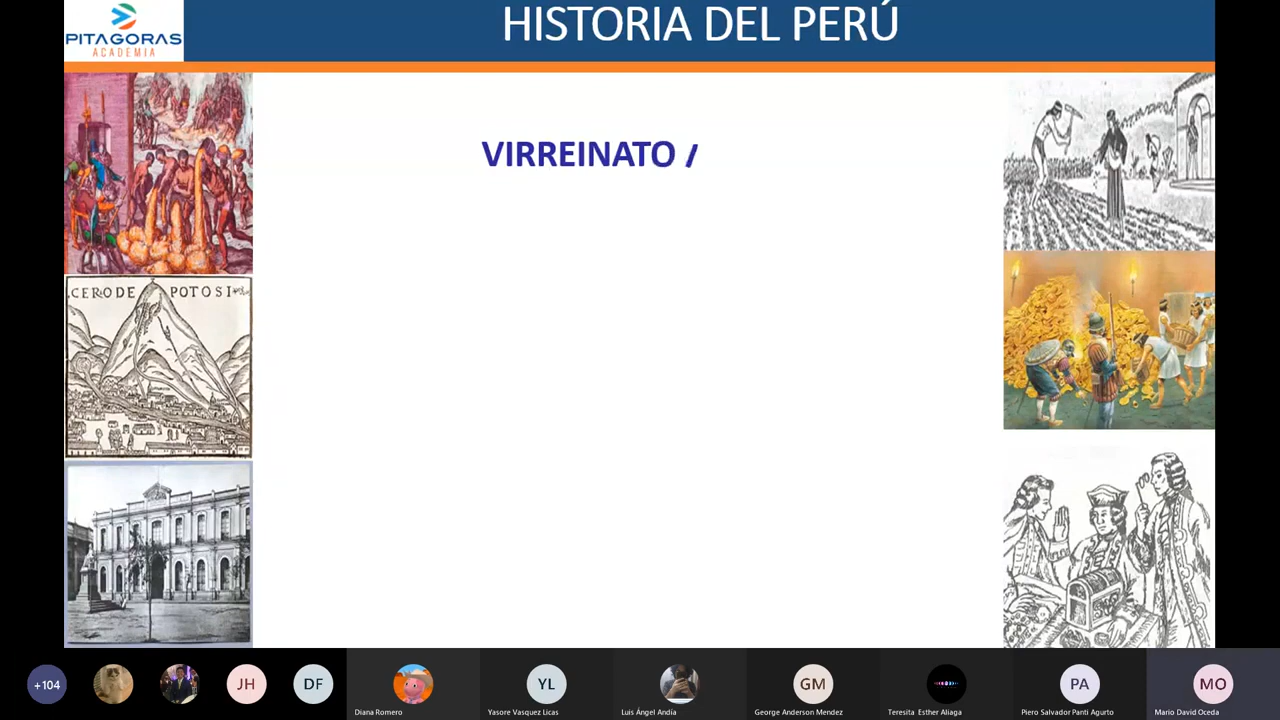 PITAGORAS
ACADEMIA
HISTORIA DEL PERÚ
VIRREINATO /
CERO DE POTOSI
+104
JH
DF
Diana Romero
YL
Yasore Vasquez Licas
Luis Ángel Andía
GM
George Anderson Mendez
Teresita Esther Aliaga
PA
Piero Salvador Panti Agurto
MO
Mario David Oceda